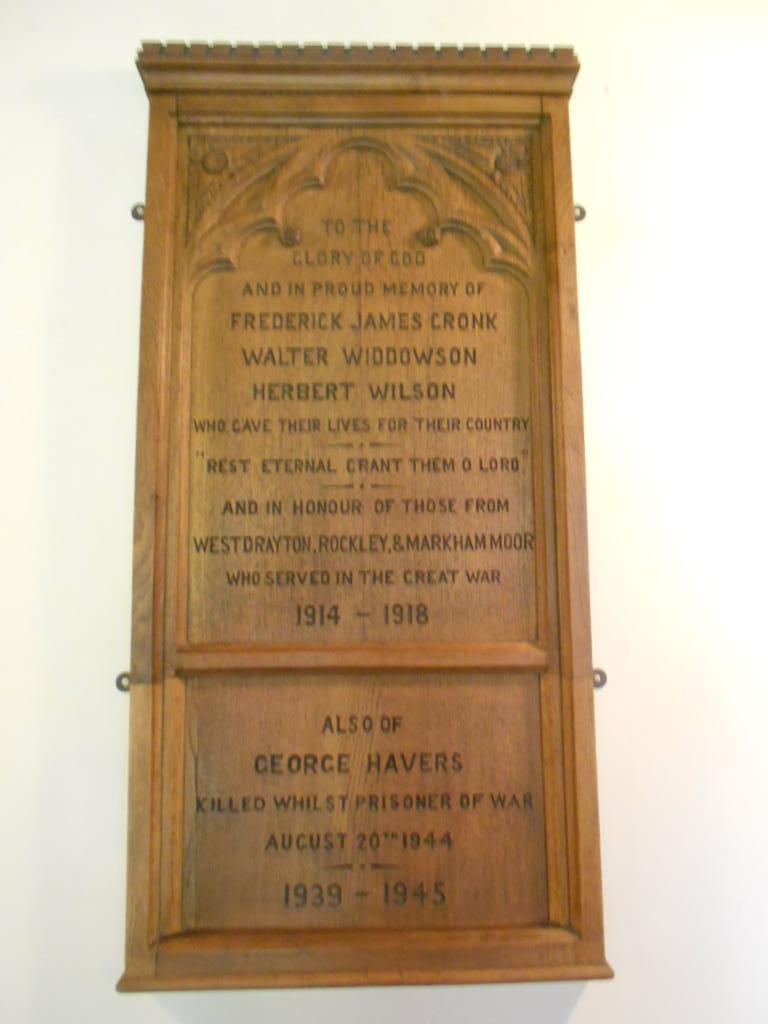 TO THE
GLORY OF GOD
AND IN PROUD MEMORY OF
FREDERICK JAMES CRONK
WALTER WIDDOWSON
HERBERT WILSON
WHO GAVE THEIR LIVES FOR THEIR COUNTRY
"REST ETERNAL GRANT THEM O LORD"
AND IN HONOUR OF THOSE FROM
WEST DRAYTON, ROCKLEY, & MARKHAM MOOR
WHO SERVED IN THE GREAT WAR
1914 – 1918
ALSO OF
GEORGE HAVERS
KILLED WHILST PRISONER OF WAR
AUGUST 20TH 1944
1939 – 1945